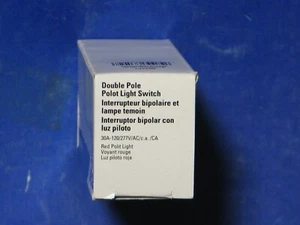 Double Pole
Polot Light Switch
Interrupteur bipolaire et
lampe temoin
Interruptor bipolar con
luz piloto
30A-120/277V/AC/c.a./CA
Red Pold Light
Voyant rouge
Luz piloto roja